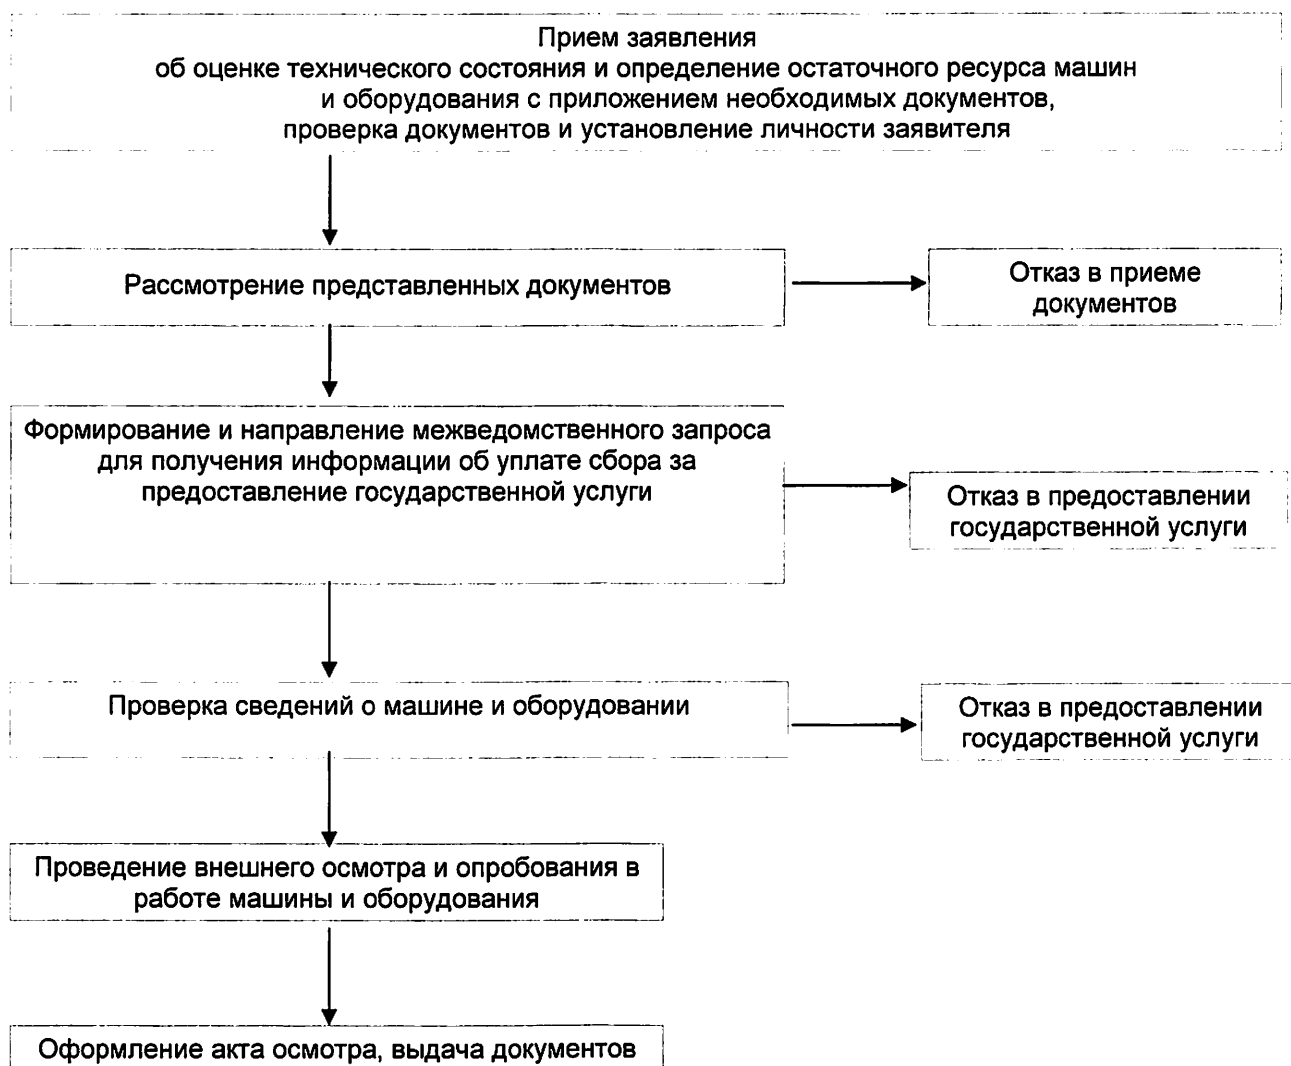 Прием заявления
об оценке технического состояния и определение остаточного ресурса машин
и оборудования с приложением необходимых документов,
проверка документов и установление личности заявителя
Рассмотрение представленных документов
Отказ в приеме
документов
Формирование и направление межведомственного запроса
для получения информации об уплате сбора за
предоставление государственной услуги
Отказ в предоставлении
государственной услуги
Проверка сведений о машине и оборудовании
Отказ в предоставлении
государственной услуги
Проведение внешнего осмотра и опробования в
работе машины и оборудования
Оформление акта осмотра, выдача документов